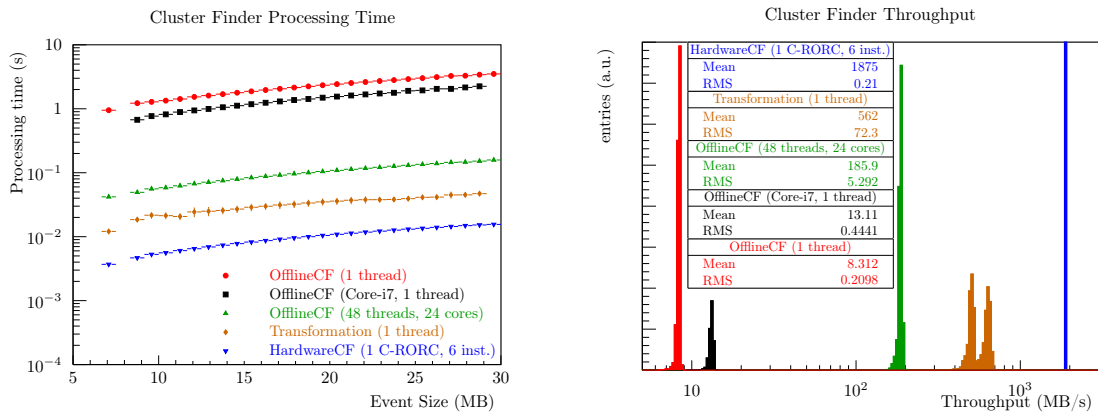 Cluster Finder Processing Time
Processing time (s)
10
1
10⁻¹
10⁻²
10⁻³
10⁻⁴
OfflineCF (1 thread)
OfflineCF (Core-i7, 1 thread)
OfflineCF (48 threads, 24 cores)
Transformation (1 thread)
HardwareCF (1 C-RORC, 6 inst.)
5 10 15 20 25 30
Event Size (MB)
Cluster Finder Throughput
entries (a.u.)
HardwareCF (1 C-RORC, 6 inst.)
Mean 1875
RMS 0.21
Transformation (1 thread)
Mean 562
RMS 72.3
OfflineCF (48 threads, 24 cores)
Mean 185.9
RMS 5.292
OfflineCF (Core-i7, 1 thread)
Mean 13.11
RMS 0.4441
OfflineCF (1 thread)
Mean 8.312
RMS 0.2098
10 10² 10³
Throughput (MB/s)